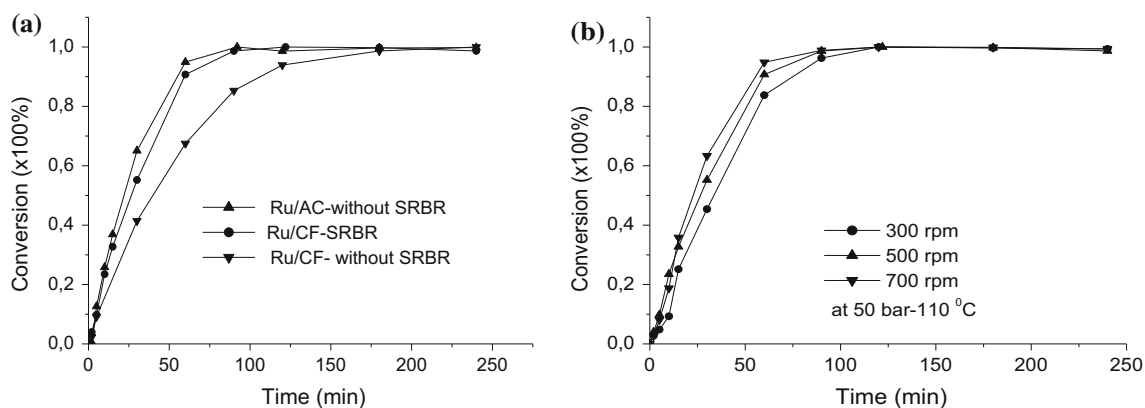 (a)
1,0
0,8
0,6
0,4
0,2
0,0
Conversion (x100%)
Ru/AC-without SRBR
Ru/CF-SRBR
Ru/CF- without SRBR
0 50 100 150 200 250
Time (min)
(b)
1,0
0,8
0,6
0,4
0,2
0,0
Conversion (x100%)
300 rpm
500 rpm
700 rpm
at 50 bar-110 ⁰C
0 50 100 150 200 250
Time (min)